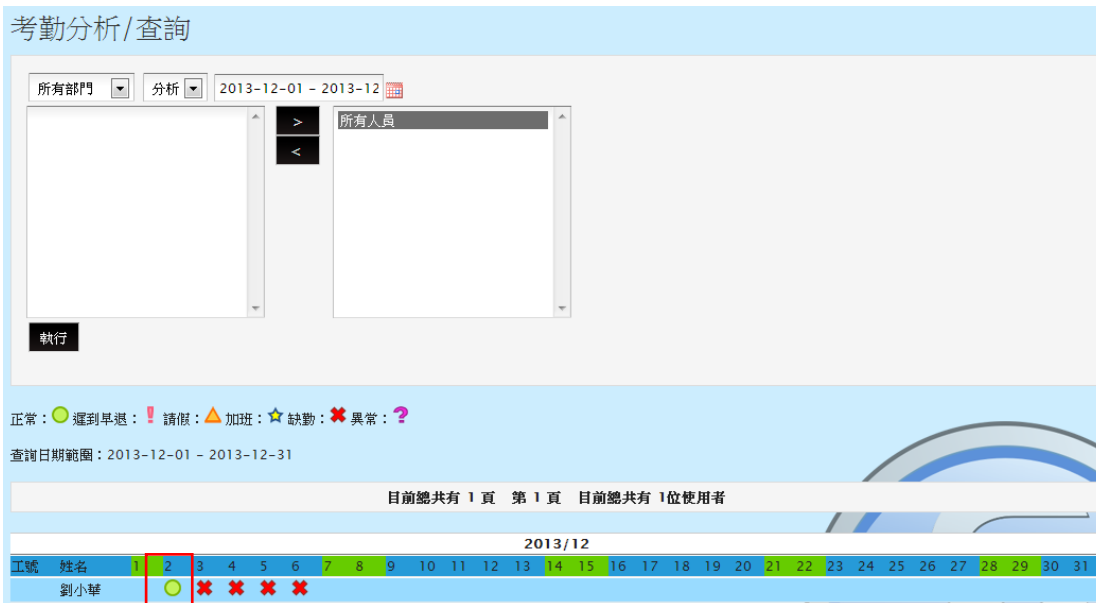 考勤分析/查詢
所有部門 分析 2013-12-01 - 2013-12
> 所有人員
<
執行
正常： 遲到早退： 請假： 加班： 缺勤： 異常：
查詢日期範圍：2013-12-01 - 2013-12-31
目前總共有 1 頁 第 1 頁 目前總共有 1位使用者
2013/12
工號 姓名 1 2 3 4 5 6 7 8 9 10 11 12 13 14 15 16 17 18 19 20 21 22 23 24 25 26 27 28 29 30 31
劉小華